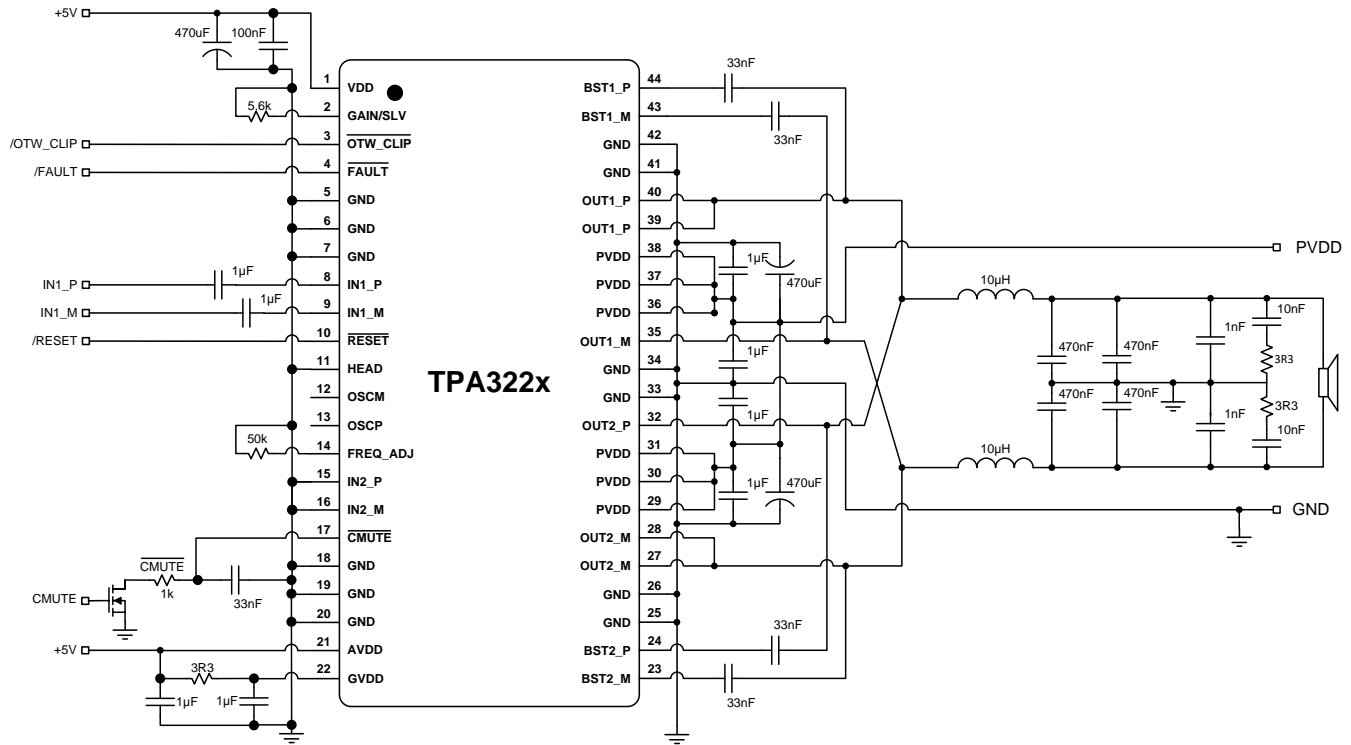 +5V
470uF
100nF
5.6k
/OTW_CLIP
/FAULT
1µF
IN1_P
1µF
IN1_M
/RESET
50k
CMUTE
1k
33nF
CMUTE
+5V
3R3
1µF
1µF
TPA322x
1 VDD
2 GAIN/SLV
3 OTW_CLIP
4 FAULT
5 GND
6 GND
7 GND
8 IN1_P
9 IN1_M
10 RESET
11 HEAD
12 OSCM
13 OSCP
14 FREQ_ADJ
15 IN2_P
16 IN2_M
17 CMUTE
18 GND
19 GND
20 GND
21 AVDD
22 GVDD
BST1_P 44
BST1_M 43
GND 42
GND 41
OUT1_P 40
OUT1_P 39
PVDD 38
PVDD 37
PVDD 36
OUT1_M 35
GND 34
GND 33
OUT2_P 32
PVDD 31
PVDD 30
PVDD 29
OUT2_M 28
OUT2_M 27
GND 26
GND 25
BST2_P 24
BST2_M 23
33nF
33nF
1µF
470uF
1µF
1µF
1µF
470uF
33nF
33nF
PVDD
10µH
470nF
470nF
1nF
10nF
3R3
470nF
470nF
1nF
3R3
10nF
10µH
GND